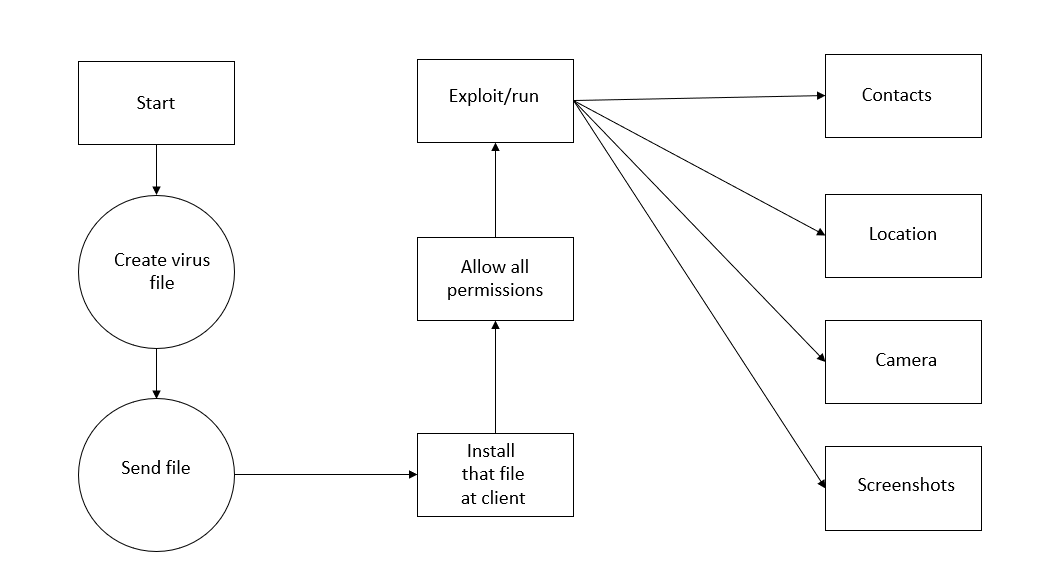 Start
Create virus
file
Send file
Install
that file
at client
Allow all
permissions
Exploit/run
Contacts
Location
Camera
Screenshots